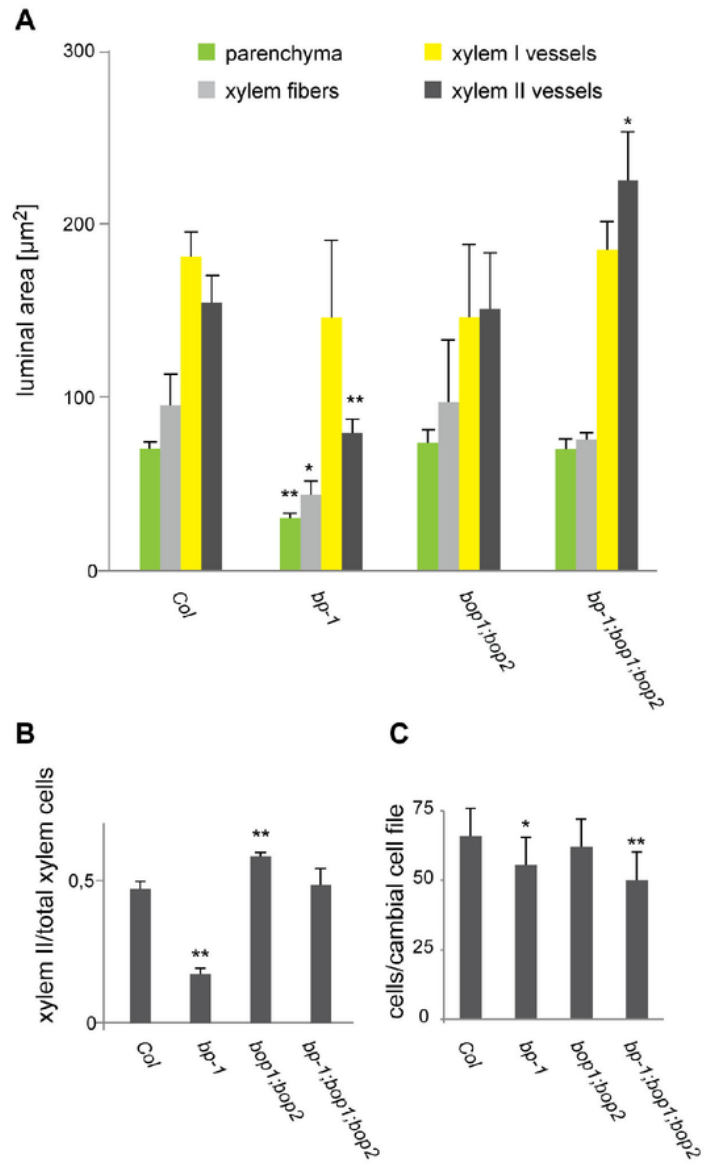 A
300
200
100
0
luminal area [µm²]
parenchyma
xylem fibers
xylem I vessels
xylem II vessels
**
*
**
*
Col
bp-1
bop1;bop2
bp-1;bop1;bop2
B
xylem II/total xylem cells
0.5
0
**
**
Col
bp-1
bop1;bop2
bp-1;bop1;bop2
C
cells/cambial cell file
75
50
25
0
*
**
Col
bp-1
bop1;bop2
bp-1;bop1;bop2